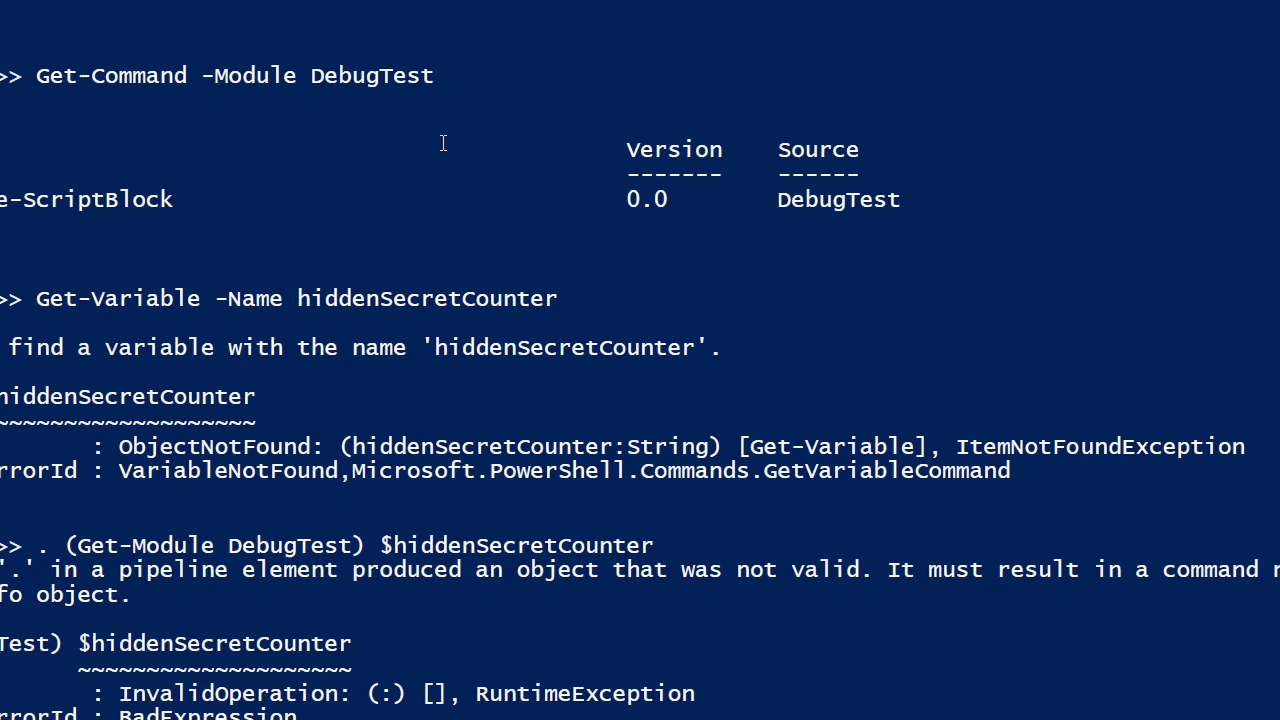 >> Get-Command -Module DebugTest
Version Source
------- ------
e-ScriptBlock 0.0 DebugTest
>> Get-Variable -Name hiddenSecretCounter
find a variable with the name 'hiddenSecretCounter'.
hiddenSecretCounter
~~~~~~~~~~~~~~~~~~~
: ObjectNotFound: (hiddenSecretCounter:String) [Get-Variable], ItemNotFoundException
rrorId : VariableNotFound,Microsoft.PowerShell.Commands.GetVariableCommand
>> . (Get-Module DebugTest) $hiddenSecretCounter
'.' in a pipeline element produced an object that was not valid. It must result in a command n
fo object.
Test) $hiddenSecretCounter
~~~~~~~~~~~~~~~~~~~~
: InvalidOperation: (:) [], RuntimeException
rrorId : BadExpression